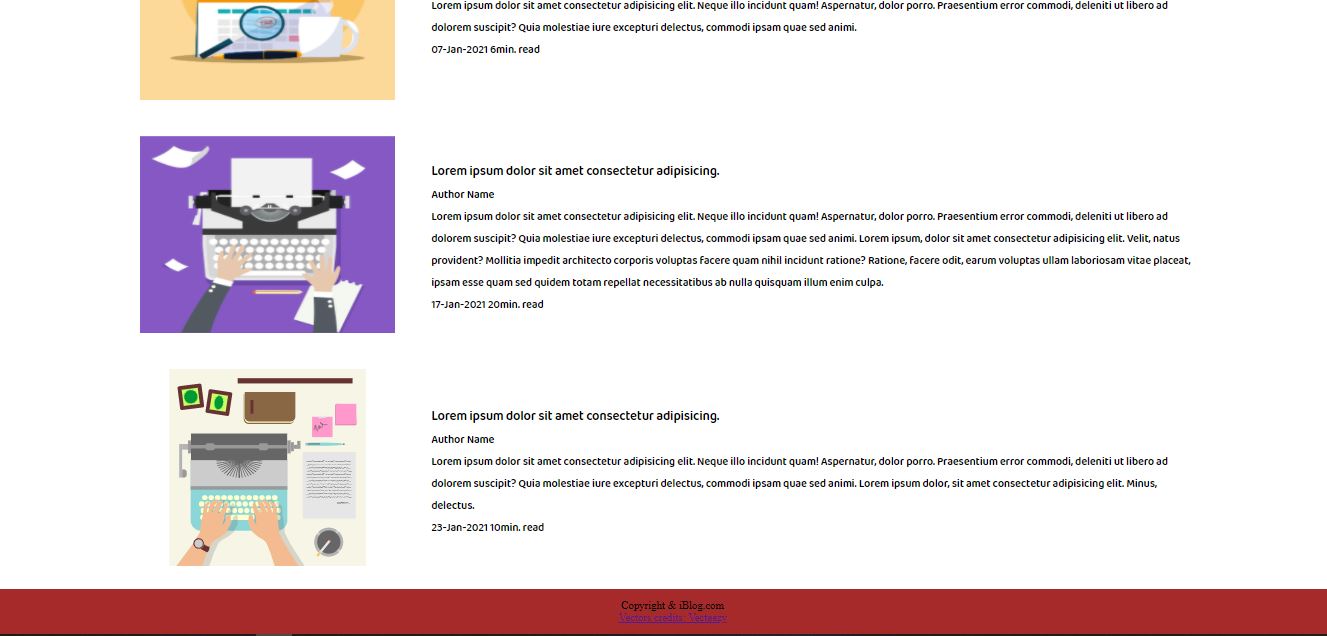 Lorem ipsum dolor sit amet consectetur adipisicing elit. Neque illo incidunt quam! Aspernatur, dolor porro. Praesentium error commodi, deleniti ut libero ad
dolorem suscipit? Quia molestiae iure excepturi delectus, commodi ipsam quae sed animi.
07-Jan-2021 6min. read
Lorem ipsum dolor sit amet consectetur adipisicing.
Author Name
Lorem ipsum dolor sit amet consectetur adipisicing elit. Neque illo incidunt quam! Aspernatur, dolor porro. Praesentium error commodi, deleniti ut libero ad
dolorem suscipit? Quia molestiae iure excepturi delectus, commodi ipsam quae sed animi. Lorem ipsum, dolor sit amet consectetur adipisicing elit. Velit, natus
provident? Mollitia impedit architecto corporis voluptas facere quam nihil incidunt ratione? Ratione, facere odit, earum voluptas ullam laboriosam vitae placeat,
ipsam esse quam sed quidem totam repellat necessitatibus ab nulla quisquam illum enim culpa.
17-Jan-2021 20min. read
Lorem ipsum dolor sit amet consectetur adipisicing.
Author Name
Lorem ipsum dolor sit amet consectetur adipisicing elit. Neque illo incidunt quam! Aspernatur, dolor porro. Praesentium error commodi, deleniti ut libero ad
dolorem suscipit? Quia molestiae iure excepturi delectus, commodi ipsam quae sed animi. Lorem ipsum dolor, sit amet consectetur adipisicing elit. Minus,
delectus.
23-Jan-2021 10min. read
Copyright & iBlog.com
Vectors credits: Vecteazy